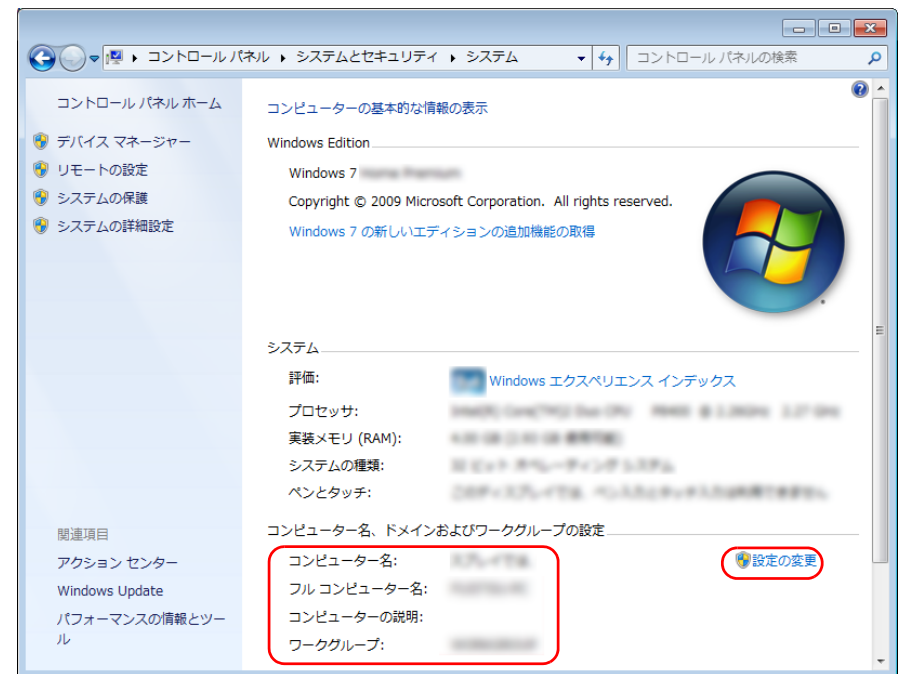 コントロール パネル ▸ システムとセキュリティ ▸ システム
コントロール パネルの検索
コントロール パネル ホーム
デバイス マネージャー
リモートの設定
システムの保護
システムの詳細設定
関連項目
アクション センター
Windows Update
パフォーマンスの情報とツー
ル
コンピューターの基本的な情報の表示
Windows Edition
Windows 7
Copyright © 2009 Microsoft Corporation. All rights reserved.
Windows 7 の新しいエディションの追加機能の取得
システム
評価:
Windows エクスペリエンス インデックス
プロセッサ:
実装メモリ (RAM):
システムの種類:
ペンとタッチ:
コンピューター名、ドメインおよびワークグループの設定
コンピューター名:
設定の変更
フル コンピューター名:
コンピューターの説明:
ワークグループ: